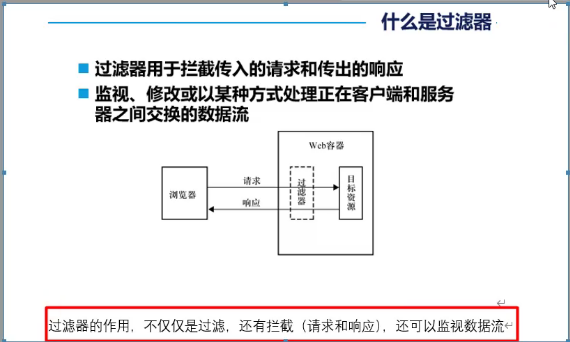 什么是过滤器
过滤器用于拦截传入的请求和传出的响应
监视、修改或以某种方式处理正在客户端和服务
器之间交换的数据流
Web容器
请求
过滤器
目标资源
浏览器
响应
过滤器的作用，不仅仅是过滤，还有拦截（请求和响应），还可以监视数据流